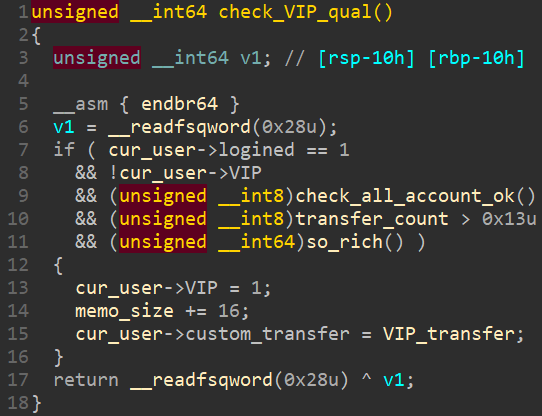 1 unsigned __int64 check_VIP_qual()
2 {
3   unsigned __int64 v1; // [rsp-10h] [rbp-10h]
4
5   __asm { endbr64 }
6   v1 = __readfsqword(0x28u);
7   if ( cur_user->logined == 1
8     && !cur_user->VIP
9     && (unsigned __int8)check_all_account_ok()
10     && (unsigned __int8)transfer_count > 0x13u
11     && (unsigned __int64)so_rich() )
12   {
13     cur_user->VIP = 1;
14     memo_size += 16;
15     cur_user->custom_transfer = VIP_transfer;
16   }
17   return __readfsqword(0x28u) ^ v1;
18 }